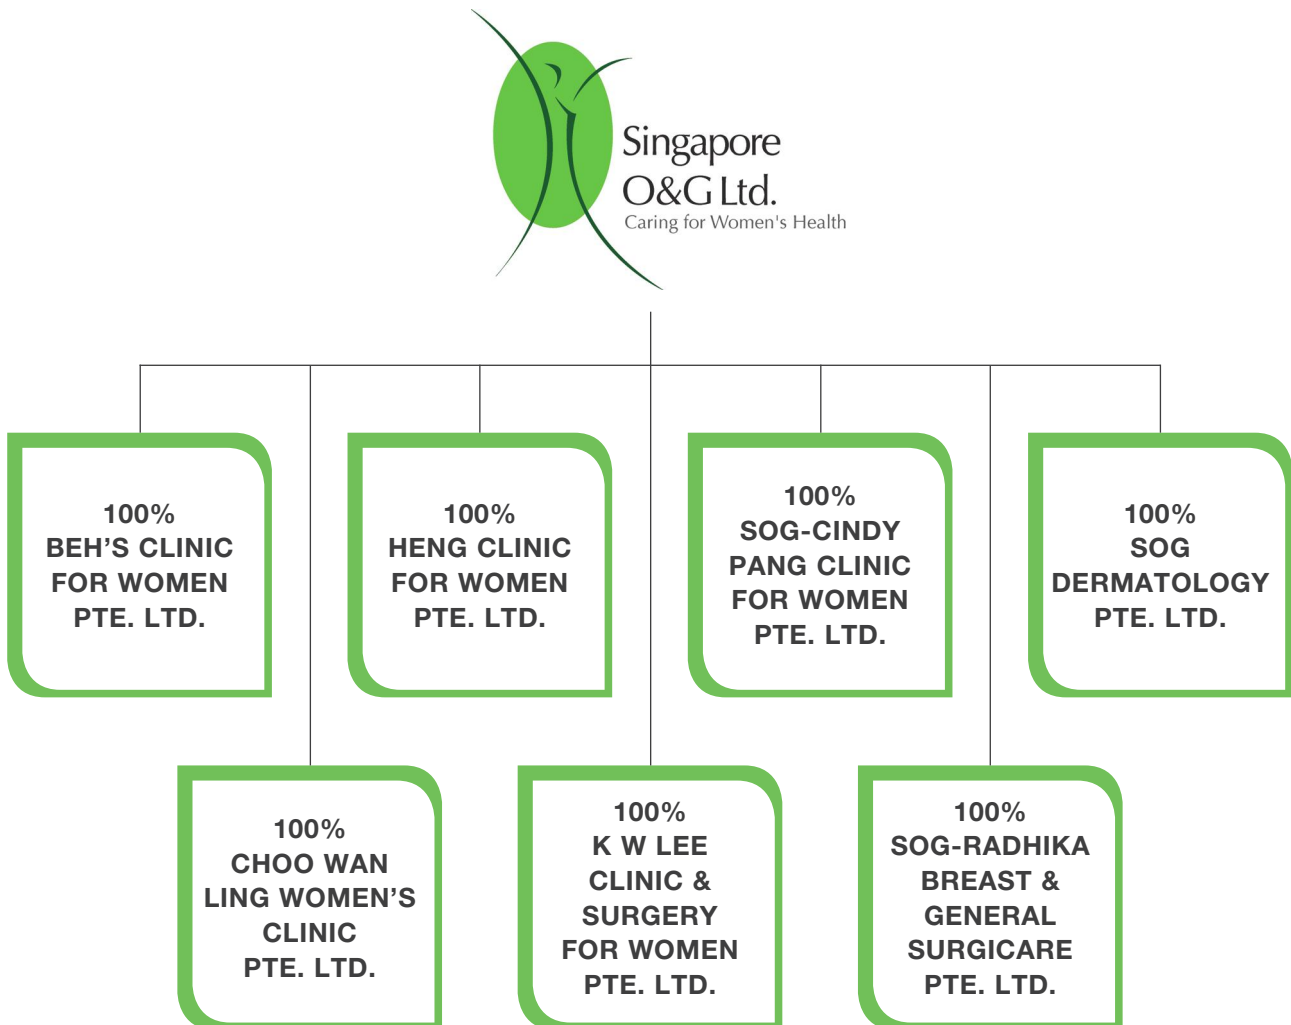 Singapore
O&G Ltd.
Caring for Women's Health
100%
BEH’S CLINIC
FOR WOMEN
PTE. LTD.
100%
HENG CLINIC
FOR WOMEN
PTE. LTD.
100%
SOG-CINDY
PANG CLINIC
FOR WOMEN
PTE. LTD.
100%
SOG
DERMATOLOGY
PTE. LTD.
100%
CHOO WAN
LING WOMEN’S
CLINIC
PTE. LTD.
100%
K W LEE
CLINIC &
SURGERY
FOR WOMEN
PTE. LTD.
100%
SOG-RADHIKA
BREAST &
GENERAL
SURGICARE
PTE. LTD.